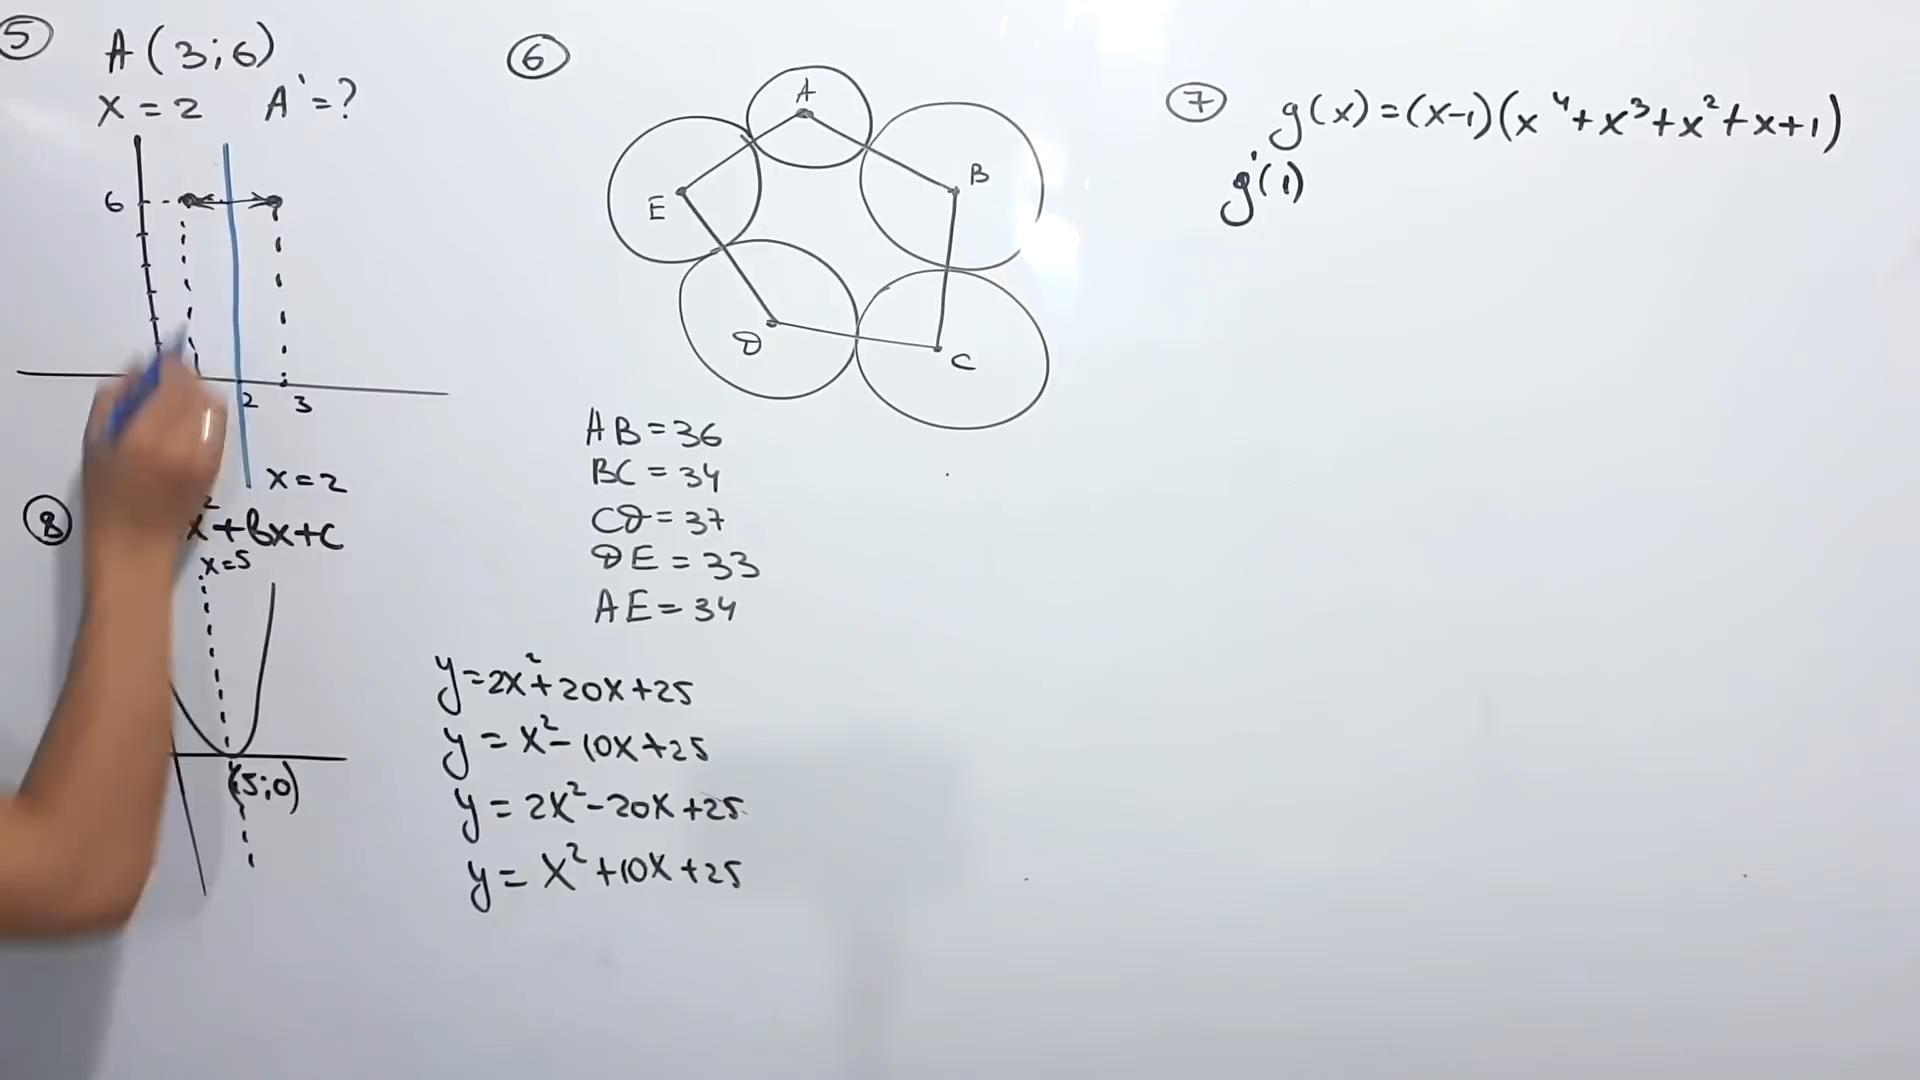 5
A(3;6)
x=2 A'=?
6
2 3
x=2
6
A
B
E
D
C
AB=36
BC=34
CD=37
DE=33
AE=34
7
g(x)=(x-1)(x⁴+x³+x²+x+1)
g'(1)
8
x²+bx+c
x=5
(5;0)
y=2x²+20x+25
y=x²-10x+25
y=2x²-20x+25
y=x²+10x+25